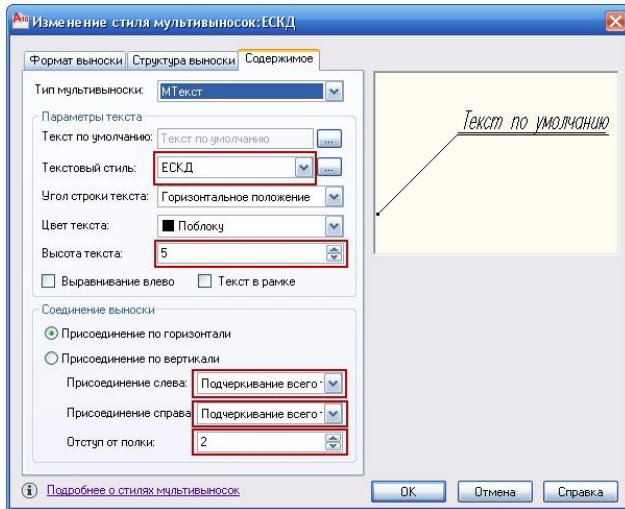 Изменение стиля мультивыносок:ЕСКД
Формат выноски Структура выноски Содержимое
Тип мультивыноски: МТекст
Параметры текста
Текст по умолчанию: Текст по умолчанию ...
Текстовый стиль: ЕСКД ...
Угол строки текста: Горизонтальное положение
Цвет текста: Поблоку
Высота текста: 5
Выравнивание влево Текст в рамке
Соединение выноски
Присоединение по горизонтали
Присоединение по вертикали
Присоединение слева: Подчеркивание всего
Присоединение справа Подчеркивание всего
Отступ от полки: 2
Текст по умолчанию
Подробнее о стилях мультивыносок
OK Отмена Справка